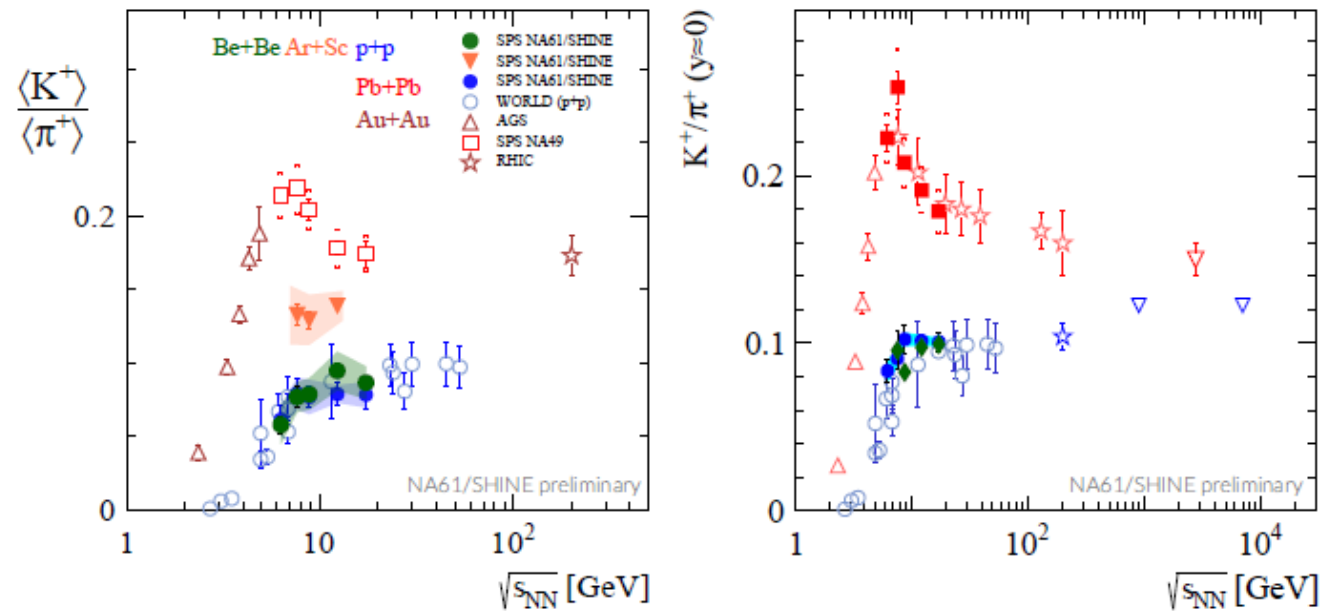 Be+Be Ar+Sc p+p
Pb+Pb
Au+Au
SPS NA61/SHINE
SPS NA61/SHINE
SPS NA61/SHINE
WORLD (p+p)
AGS
SPS NA49
RHIC
⟨K⁺⟩
⟨π⁺⟩
0.2
0
NA61/SHINE preliminary
1
10
10²
√sNN [GeV]
K⁺/π⁺ (y≈0)
0.2
0.1
0
NA61/SHINE preliminary
1
10²
10⁴
√sNN [GeV]